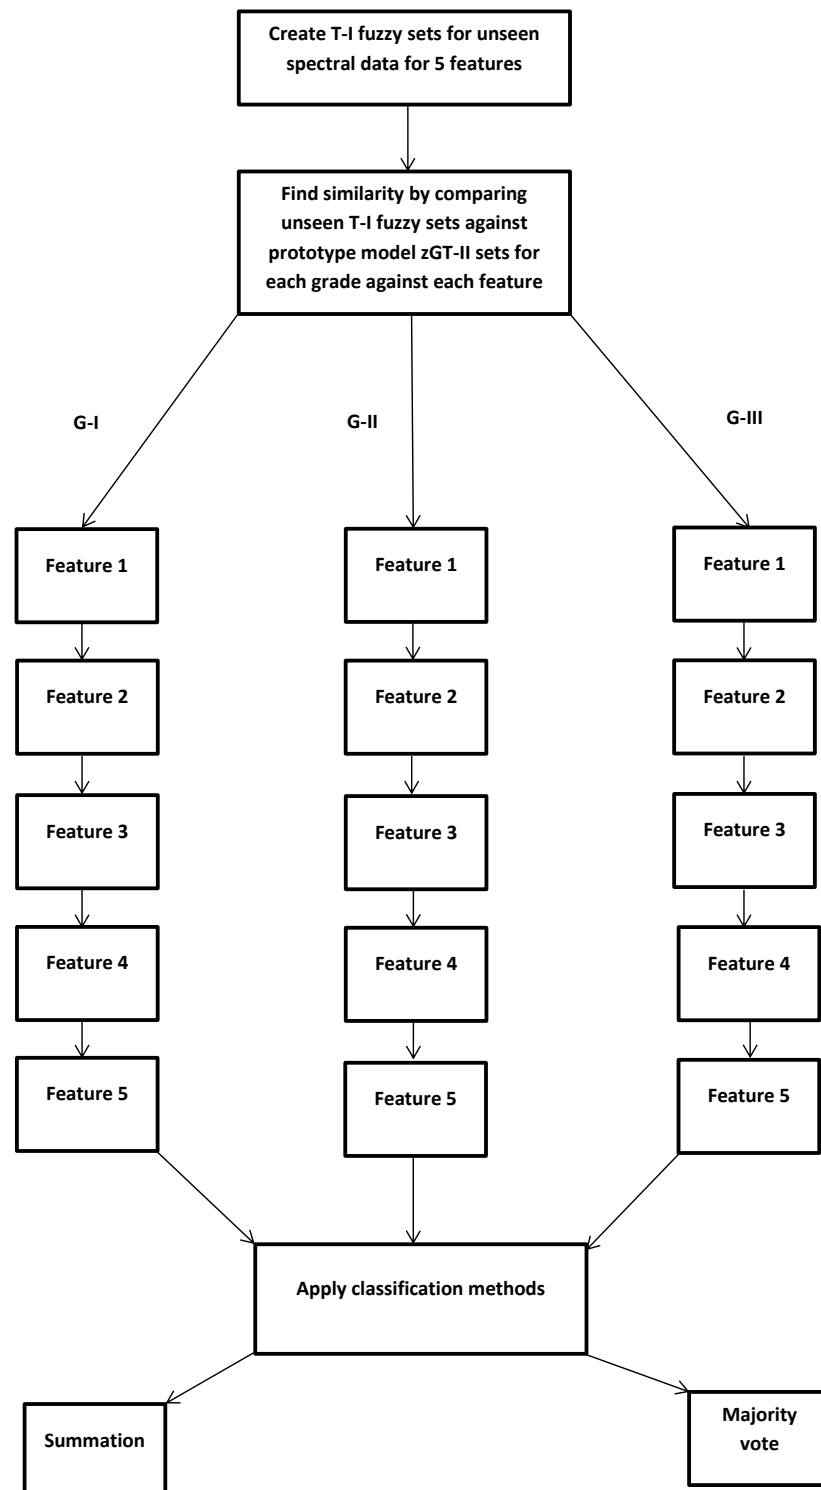 Create T-I fuzzy sets for unseen
spectral data for 5 features
Find similarity by comparing
unseen T-I fuzzy sets against
prototype model zGT-II sets for
each grade against each feature
G-I
G-II
G-III
Feature 1
Feature 1
Feature 1
Feature 2
Feature 2
Feature 2
Feature 3
Feature 3
Feature 3
Feature 4
Feature 4
Feature 4
Feature 5
Feature 5
Feature 5
Apply classification methods
Summation
Majority
vote